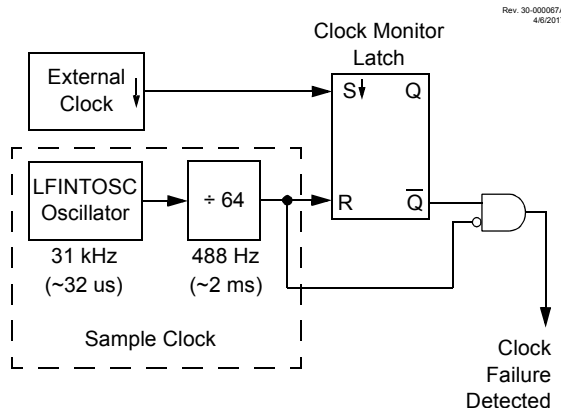 Rev. 30-000067A
4/6/2017
Clock Monitor
Latch
External
Clock
S
Q
LFINTOSC
Oscillator
÷ 64
R
Q
31 kHz
(~32 us)
488 Hz
(~2 ms)
Sample Clock
Clock
Failure
Detected